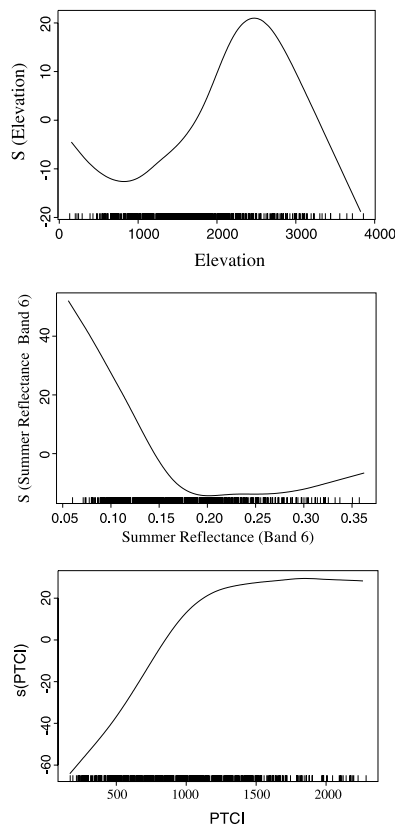 S (Elevation)
20
10
0
-10
-20
0 1000 2000 3000 4000
Elevation
S (Summer Reflectance Band 6)
40
20
0
0.05 0.10 0.15 0.20 0.25 0.30 0.35
Summer Reflectance (Band 6)
s(PTCI)
20
0
-20
-40
-60
500 1000 1500 2000
PTCI